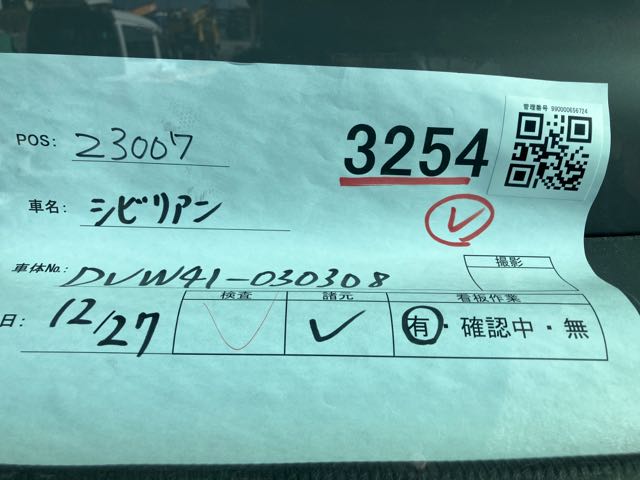 管理番号 990000656724
POS: 23007
3254
車名: シビリアン
車体No: DVW41-030308
撮影
日: 12/27
検査 諸元 看板作業
有・確認中・無